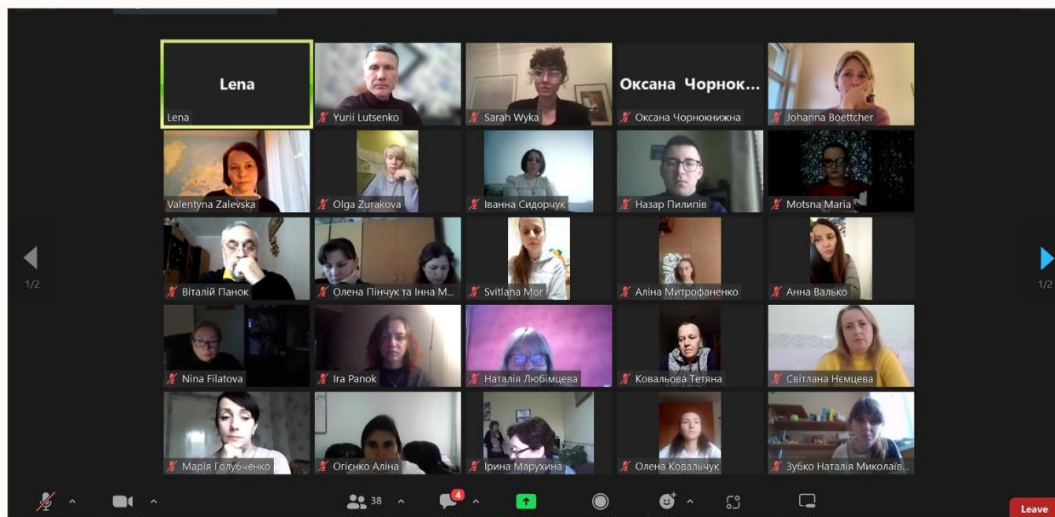 Lena
Lena
Yurii Lutsenko
Sarah Wyka
Оксана Чорнок...
Оксана Чорнокнижна
Johanna Boettcher
Valentyna Zalevska
Olga Zurakova
Іванна Сидорчук
Назар Пилипів
Motsna Maria
Віталій Панок
Олена Пінчук та Інна М...
Svitlana Mor
Аліна Митрофаненко
Анна Валько
1/2
1/2
Nina Filatova
Ira Panok
Наталія Любімцева
Ковальова Тетяна
Світлана Нємцева
Марія Голубченко
Огієнко Аліна
Ірина Марухина
Олена Ковальчук
Зубко Наталія Миколаїв...
38
4
Leave